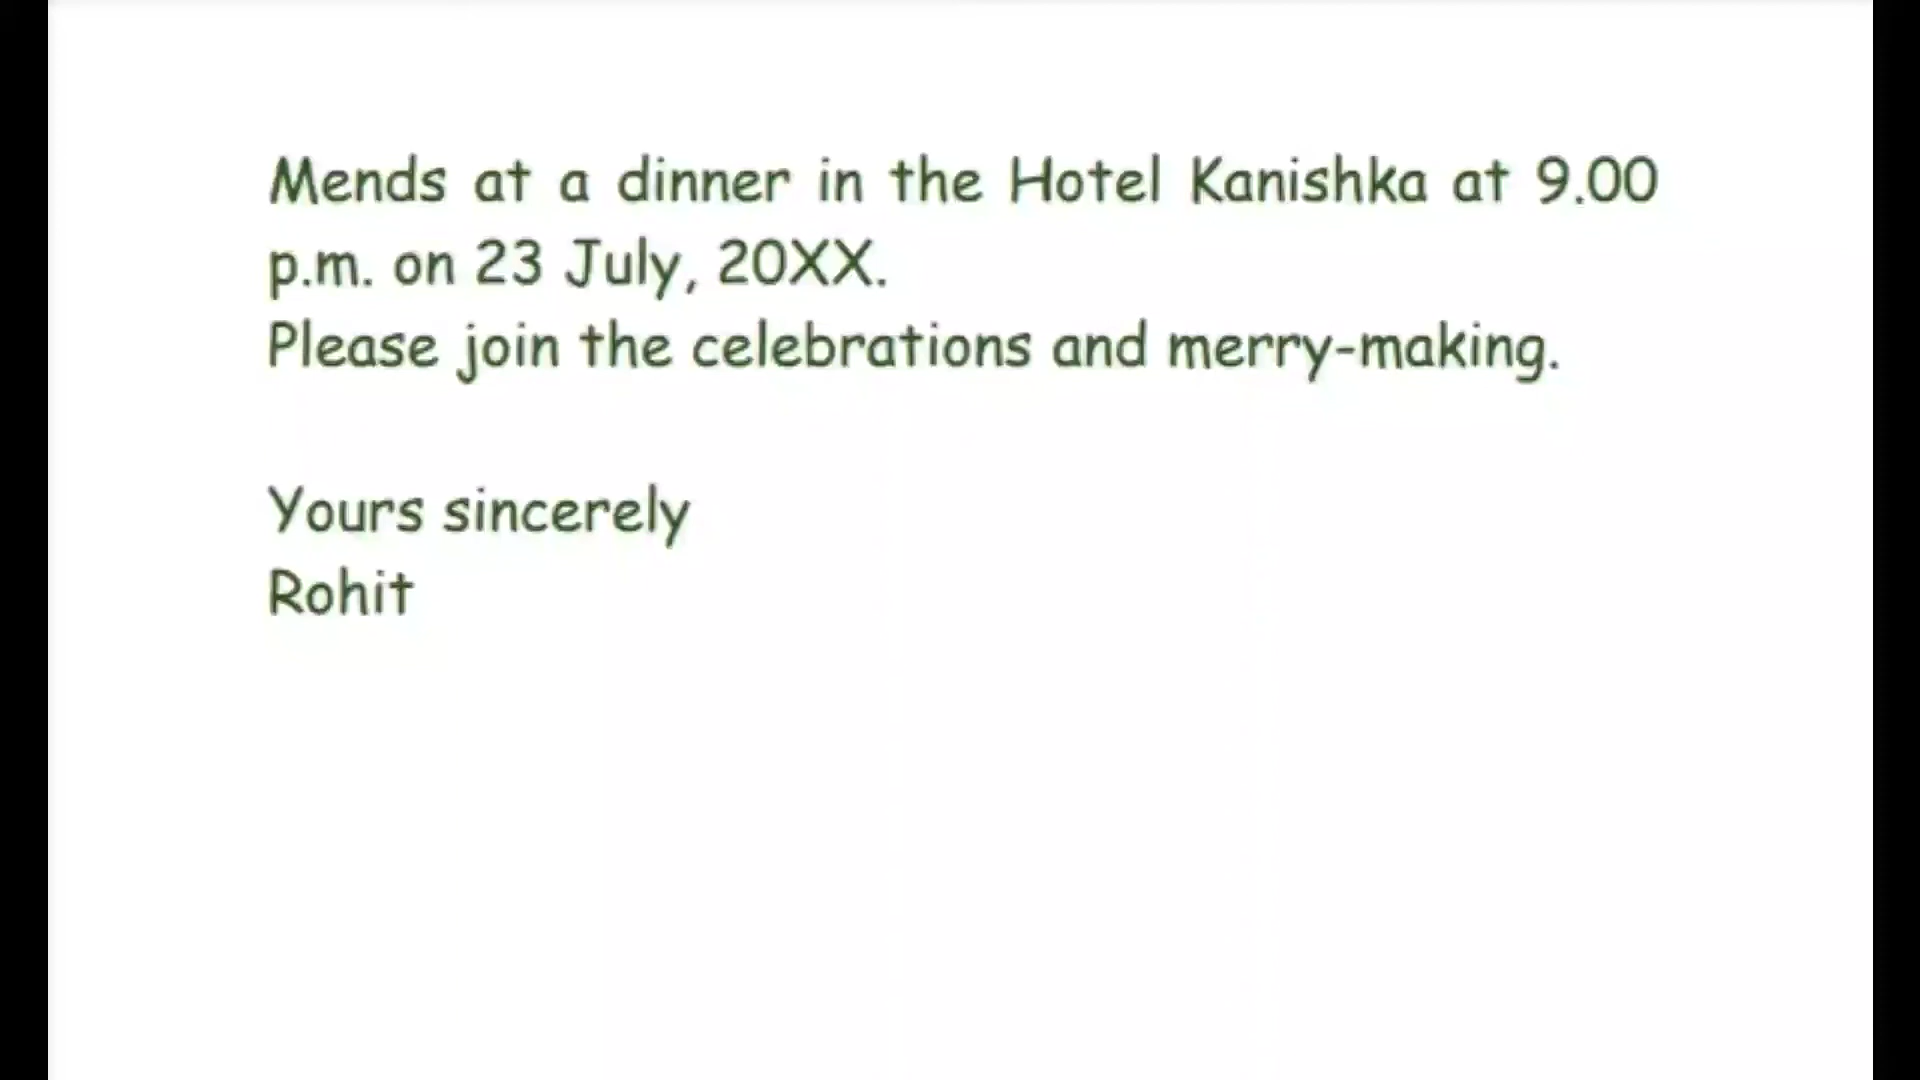 Mends at a dinner in the Hotel Kanishka at 9.00
p.m. on 23 July, 20XX.
Please join the celebrations and merry-making.
Yours sincerely
Rohit